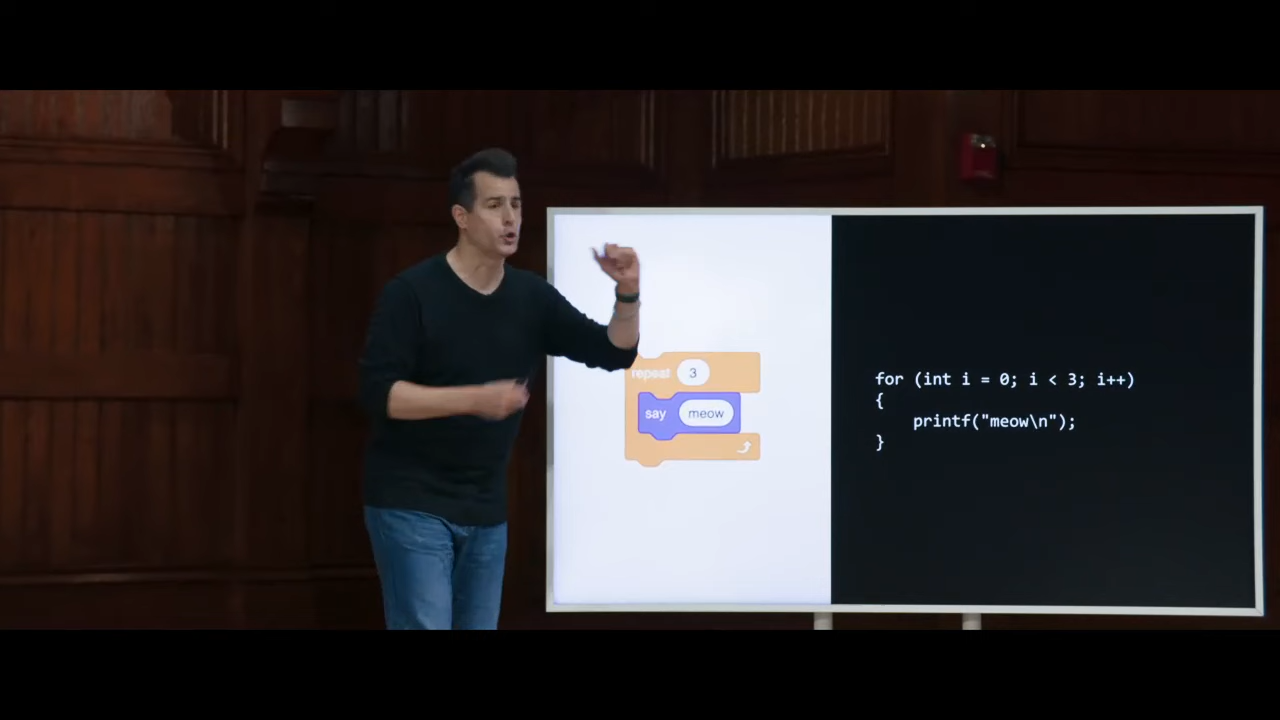 repeat 3
say meow
for (int i = 0; i < 3; i++)
{
printf("meow\n");
}